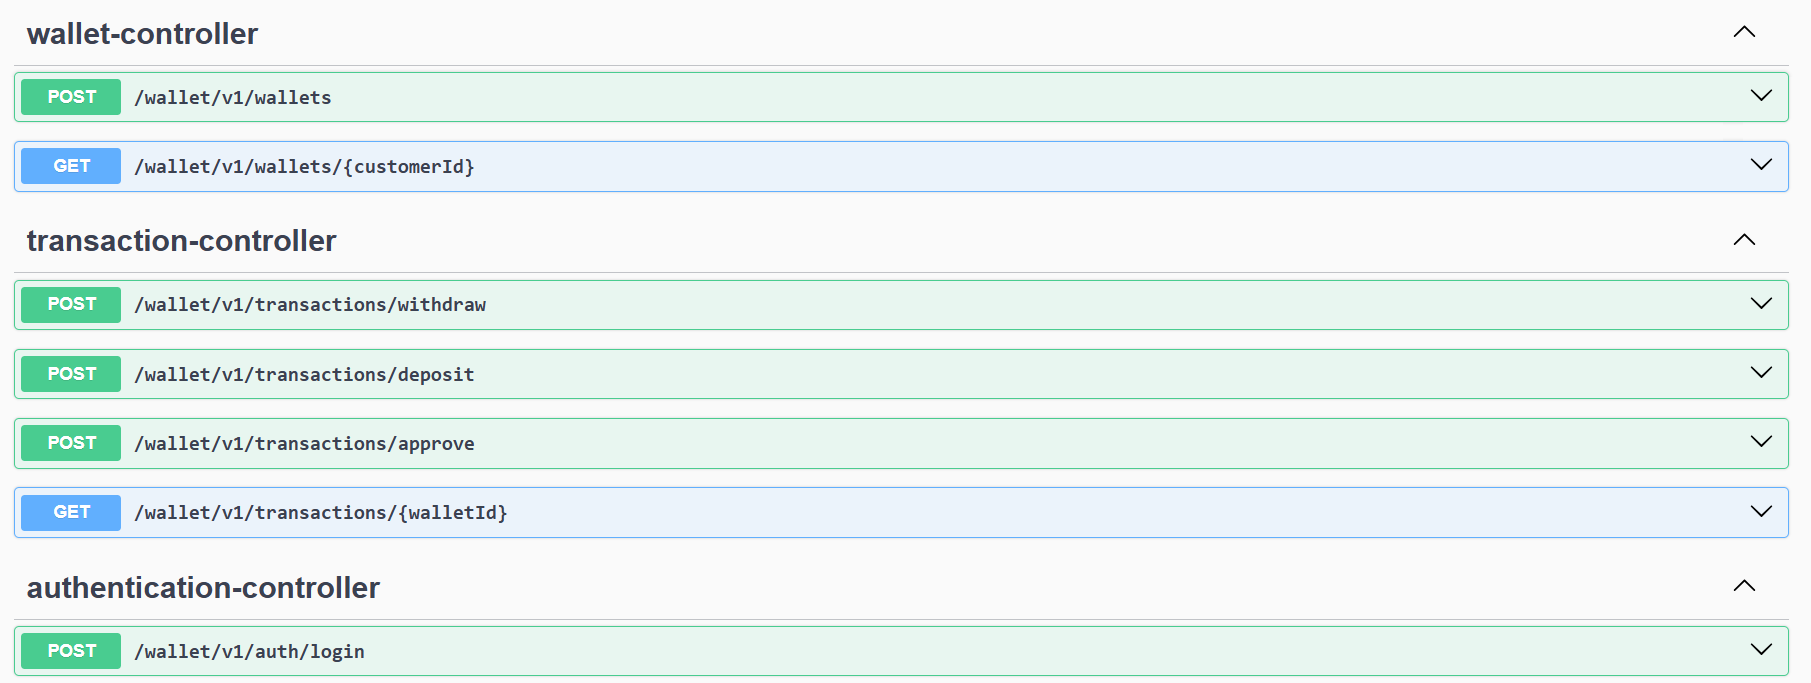 wallet-controller
POST /wallet/v1/wallets
GET /wallet/v1/wallets/{customerId}
transaction-controller
POST /wallet/v1/transactions/withdraw
POST /wallet/v1/transactions/deposit
POST /wallet/v1/transactions/approve
GET /wallet/v1/transactions/{walletId}
authentication-controller
POST /wallet/v1/auth/login